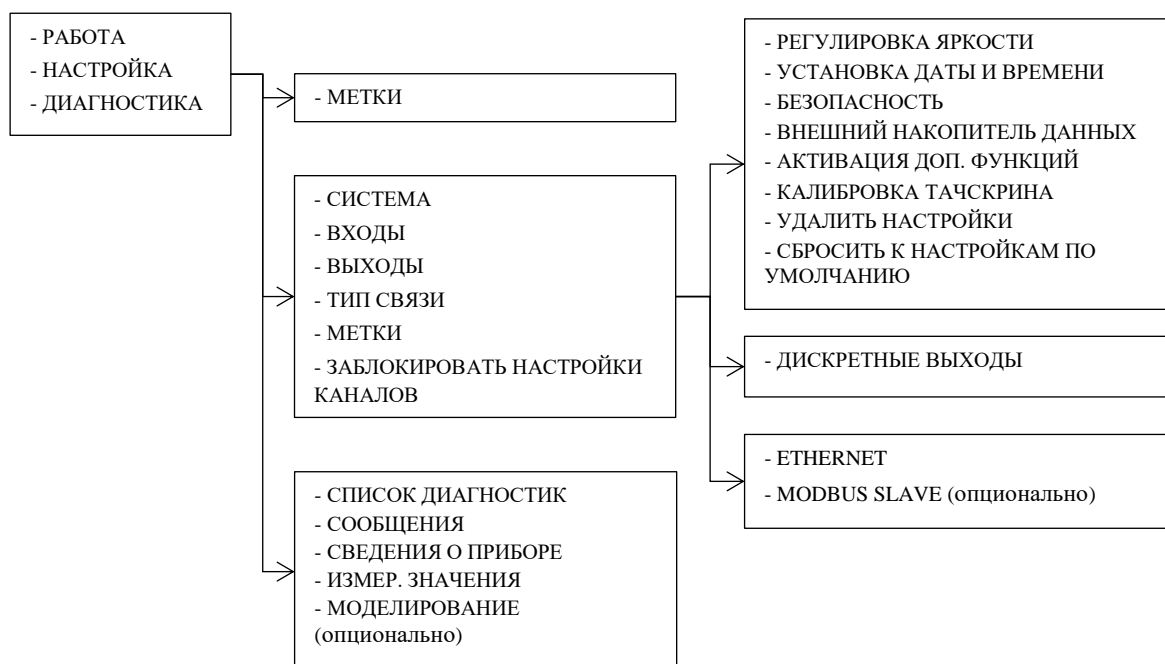 - РАБОТА
- НАСТРОЙКА
- ДИАГНОСТИКА
- МЕТКИ
- СИСТЕМА
- ВХОДЫ
- ВЫХОДЫ
- ТИП СВЯЗИ
- МЕТКИ
- ЗАБЛОКИРОВАТЬ НАСТРОЙКИ
КАНАЛОВ
- СПИСОК ДИАГНОСТИК
- СООБЩЕНИЯ
- СВЕДЕНИЯ О ПРИБОРЕ
- ИЗМЕР. ЗНАЧЕНИЯ
- МОДЕЛИРОВАНИЕ
(опционально)
- РЕГУЛИРОВКА ЯРКОСТИ
- УСТАНОВКА ДАТЫ И ВРЕМЕНИ
- БЕЗОПАСНОСТЬ
- ВНЕШНИЙ НАКОПИТЕЛЬ ДАННЫХ
- АКТИВАЦИЯ ДОП. ФУНКЦИЙ
- КАЛИБРОВКА ТАЧСКРИНА
- УДАЛИТЬ НАСТРОЙКИ
- СБРОСИТЬ К НАСТРОЙКАМ ПО
УМОЛЧАНИЮ
- ДИСКРЕТНЫЕ ВЫХОДЫ
- ETHERNET
- MODBUS SLAVE (опционально)